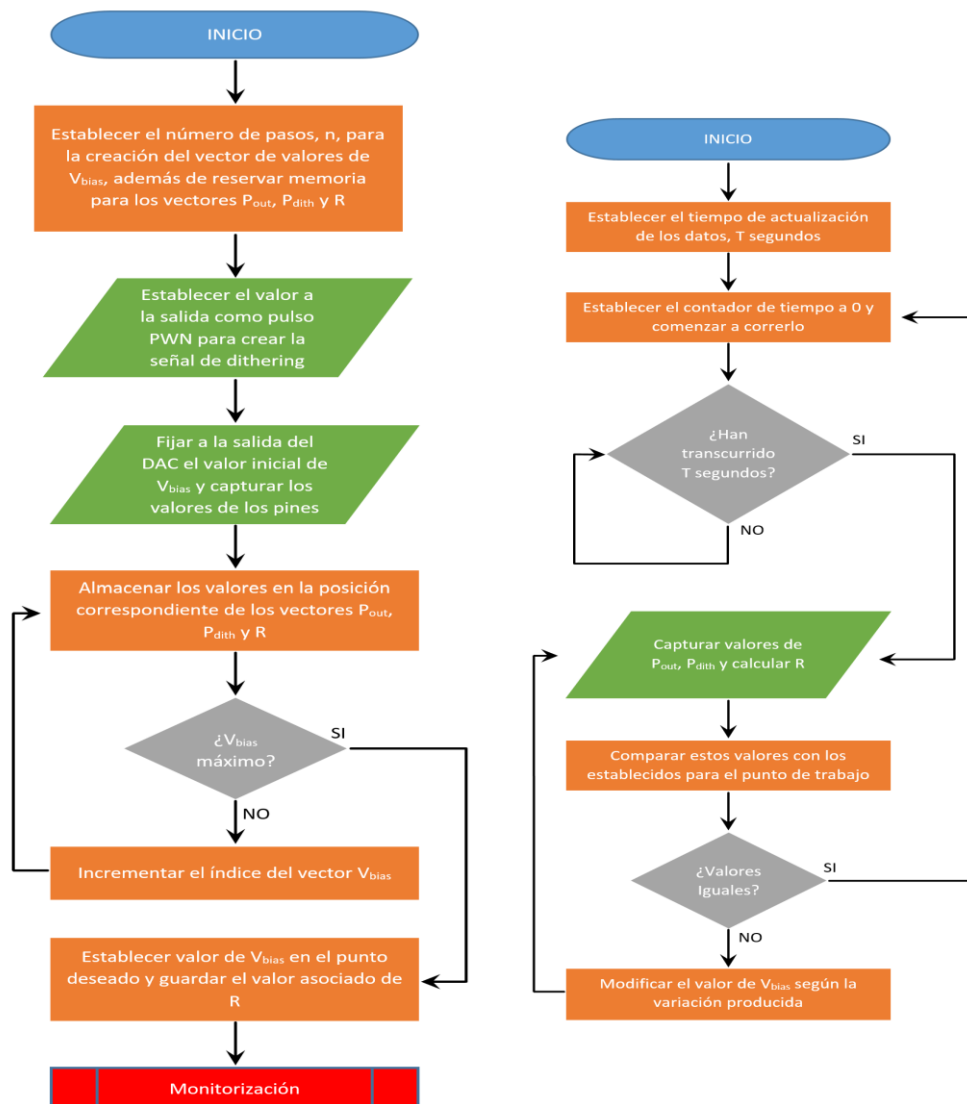 INICIO
Establecer el número de pasos, n, para
la creación del vector de valores de
Vbias, además de reservar memoria
para los vectores Pout, Pdith y R
Establecer el valor a
la salida como pulso
PWN para crear la
señal de dithering
Fijar a la salida del
DAC el valor inicial de
Vbias y capturar los
valores de los pines
Almacenar los valores en la posición
correspondiente de los vectores Pout,
Pdith y R
¿Vbias
máximo?
SI
NO
Incrementar el índice del vector Vbias
Establecer valor de Vbias en el punto
deseado y guardar el valor asociado de
R
Monitorización
INICIO
Establecer el tiempo de actualización
de los datos, T segundos
Establecer el contador de tiempo a 0 y
comenzar a correrlo
¿Han
transcurrido
T segundos?
SI
NO
Capturar valores de
Pout, Pdith y calcular R
Comparar estos valores con los
establecidos para el punto de trabajo
¿Valores
Iguales?
SI
NO
Modificar el valor de Vbias según la
variación producida